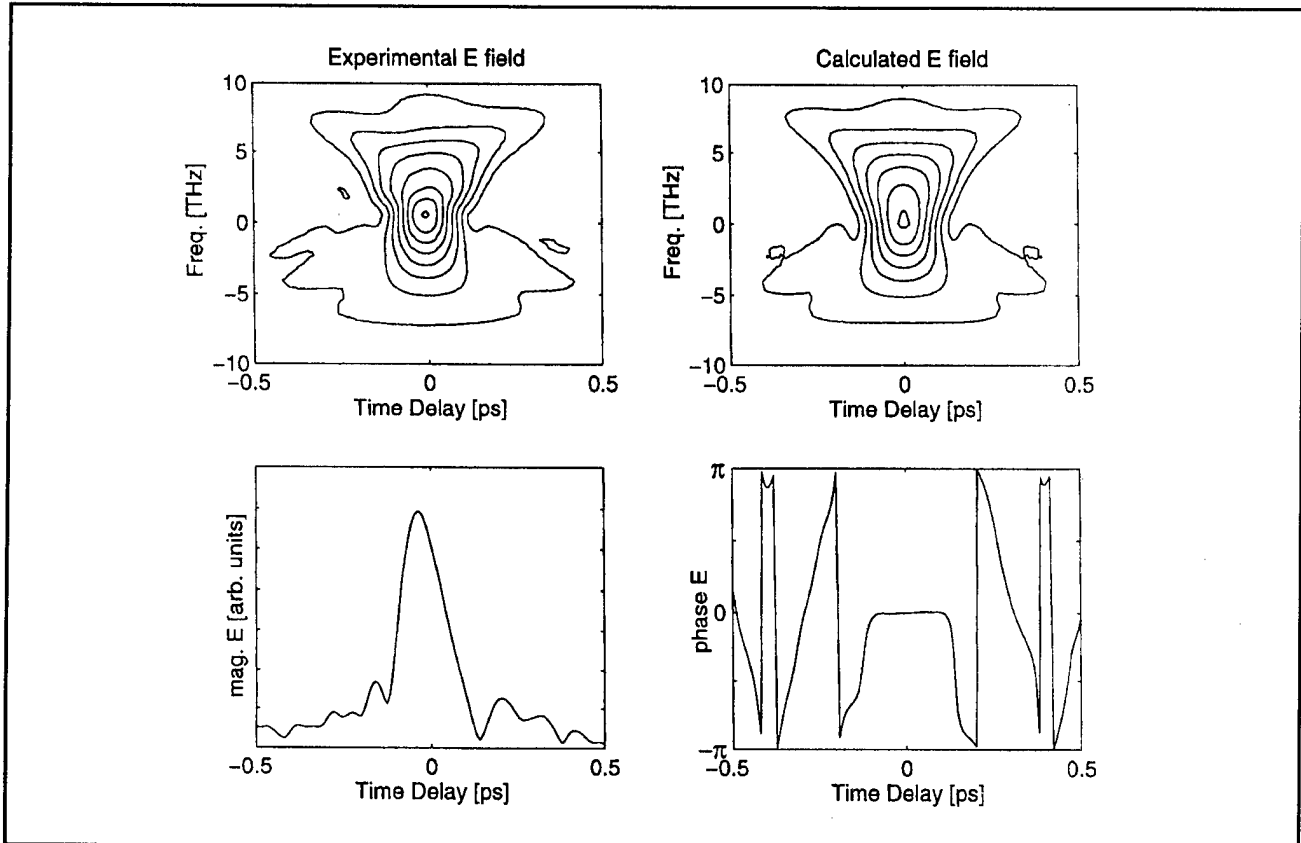 Experimental E field
Calculated E field
10
5
0
−5
−10
Freq. [THz]
−0.5
0
0.5
Time Delay [ps]
10
5
0
−5
−10
Freq. [THz]
−0.5
0
0.5
Time Delay [ps]
mag. E [arb. units]
−0.5
0
0.5
Time Delay [ps]
π
0
−π
phase E
−0.5
0
0.5
Time Delay [ps]